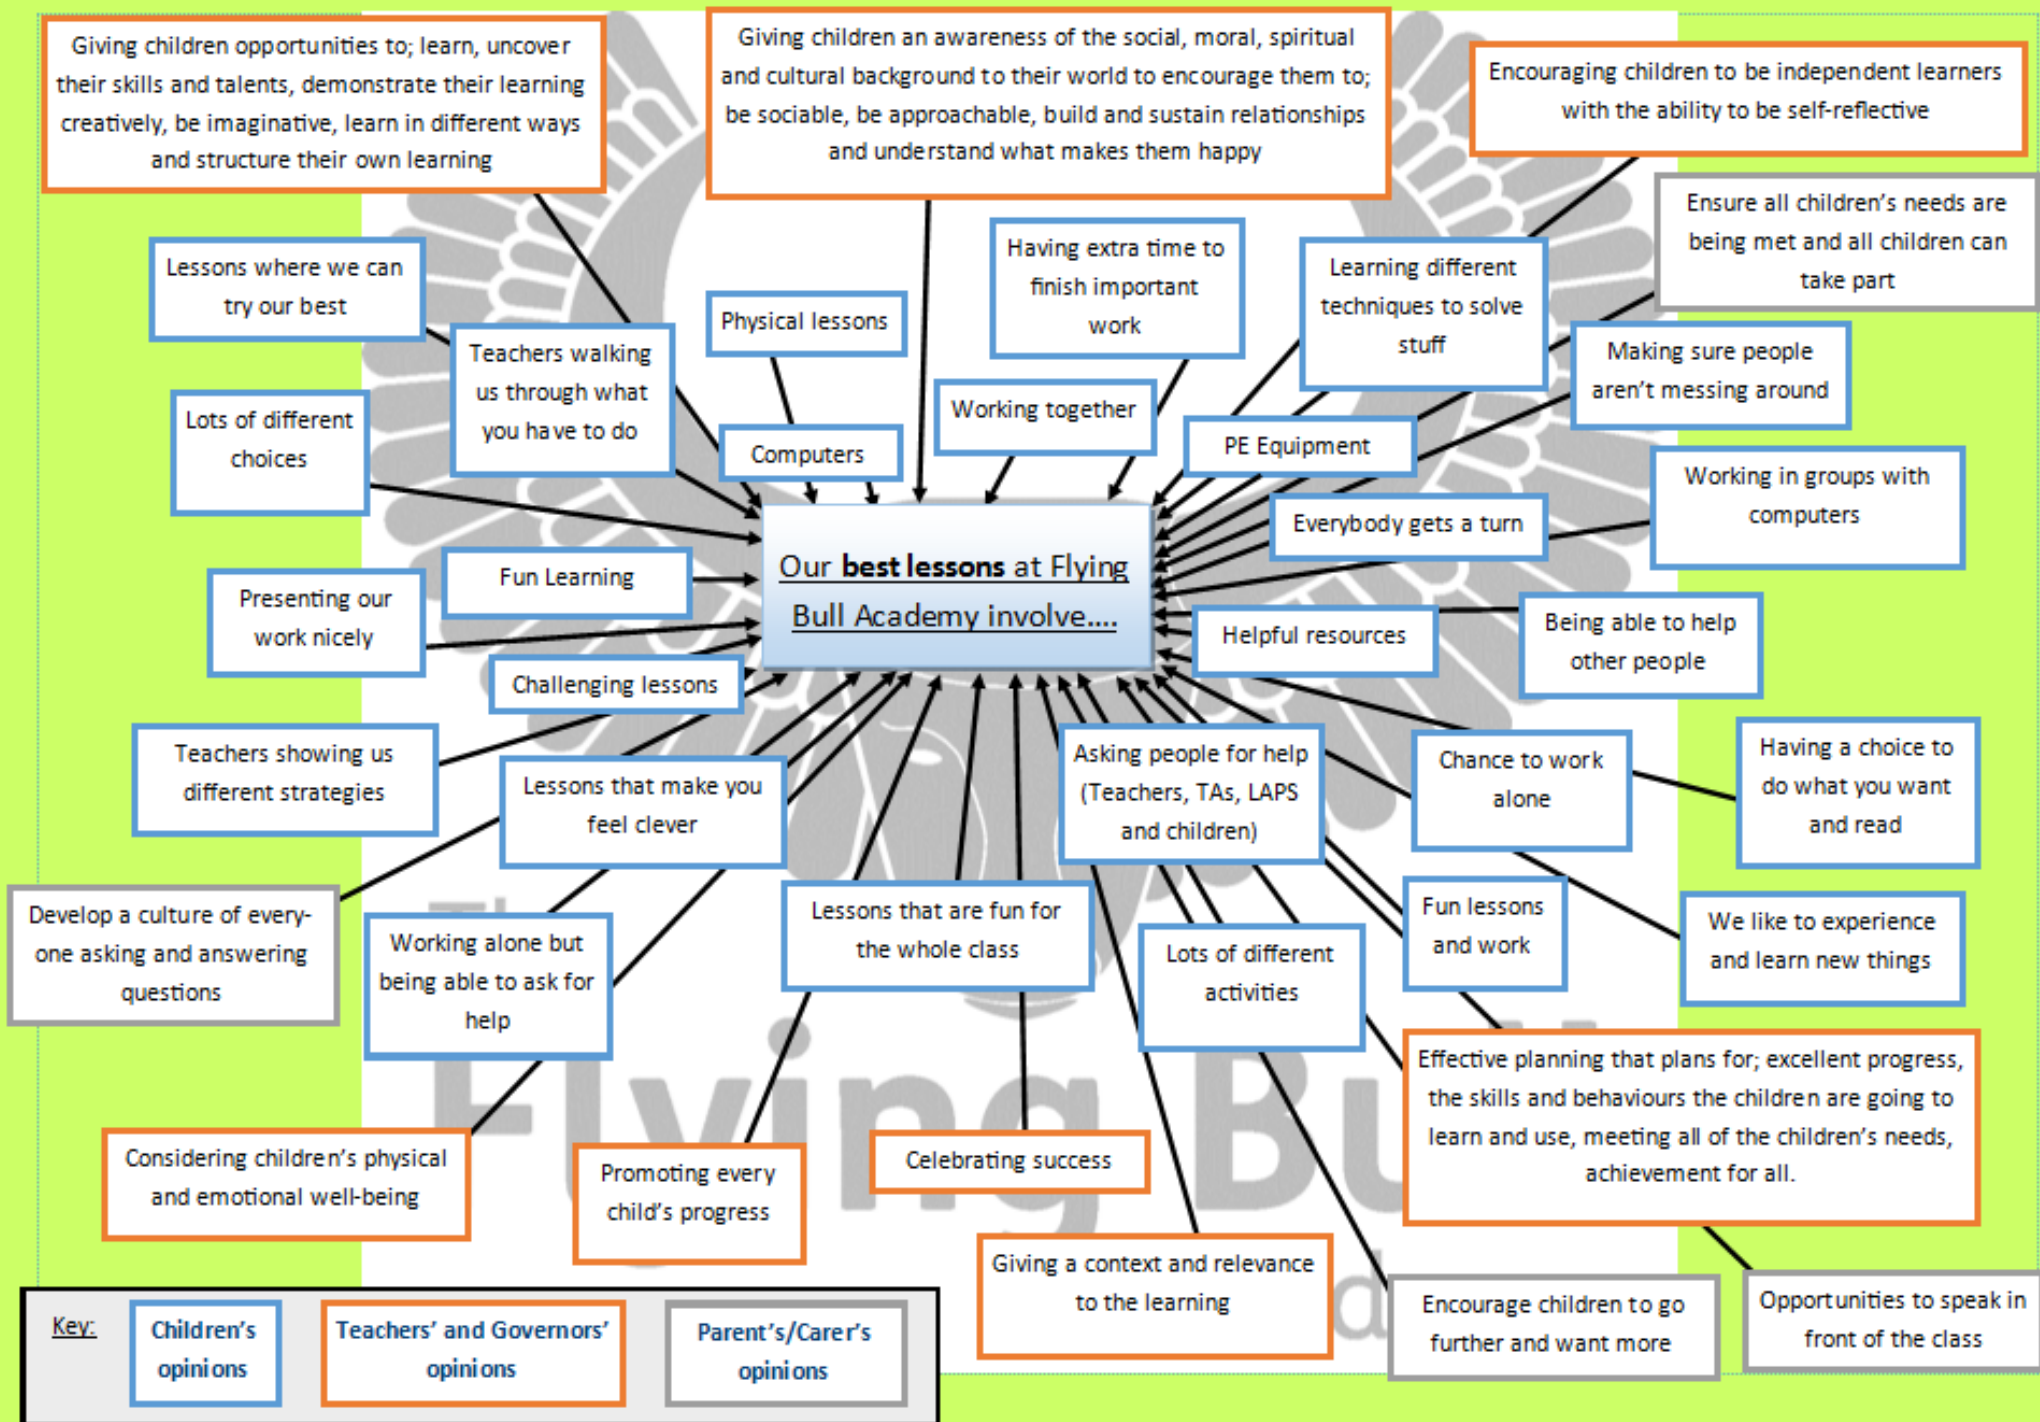 Giving children opportunities to; learn, uncover
their skills and talents, demonstrate their learning
creatively, be imaginative, learn in different ways
and structure their own learning
Giving children an awareness of the social, moral, spiritual
and cultural background to their world to encourage them to;
be sociable, be approachable, build and sustain relationships
and understand what makes them happy
Encouraging children to be independent learners
with the ability to be self-reflective
Ensure all children's needs are
being met and all children can
take part
Lessons where we can
try our best
Teachers walking
us through what
you have to do
Physical lessons
Having extra time to
finish important
work
Learning different
techniques to solve
stuff
Making sure people
aren't messing around
Lots of different
choices
Computers
Working together
PE Equipment
Working in groups with
computers
Everybody gets a turn
Fun Learning
Our best lessons at Flying
Bull Academy involve....
Presenting our
work nicely
Helpful resources
Being able to help
other people
Challenging lessons
Teachers showing us
different strategies
Lessons that make you
feel clever
Asking people for help
(Teachers, TAs, LAPS
and children)
Chance to work
alone
Having a choice to
do what you want
and read
Develop a culture of every-
one asking and answering
questions
Working alone but
being able to ask for
help
Lessons that are fun for
the whole class
Lots of different
activities
Fun lessons
and work
We like to experience
and learn new things
Flying Bu
Effective planning that plans for; excellent progress,
the skills and behaviours the children are going to
learn and use, meeting all of the children's needs,
achievement for all.
Considering children's physical
and emotional well-being
Promoting every
child's progress
Celebrating success
Giving a context and relevance
to the learning
Encourage children to go
further and want more
Opportunities to speak in
front of the class
Key:
Children's
opinions
Teachers' and Governors'
opinions
Parent's/Carer's
opinions